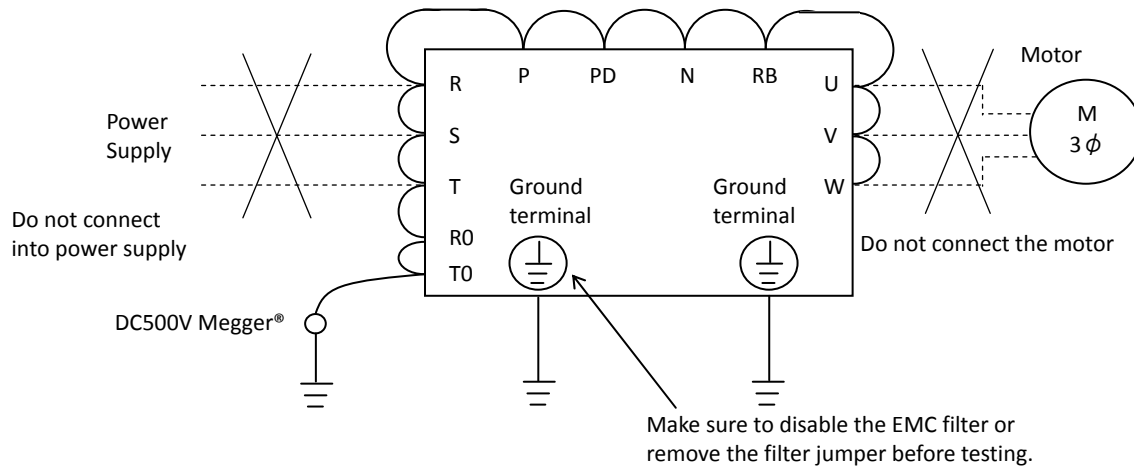 P PD N RB
R
S
T
R0
T0
U
V
W
Power
Supply
Do not connect
into power supply
Motor
M
3ϕ
Do not connect the motor
Ground
terminal
Ground
terminal
DC500V Megger®
Make sure to disable the EMC filter or
remove the filter jumper before testing.